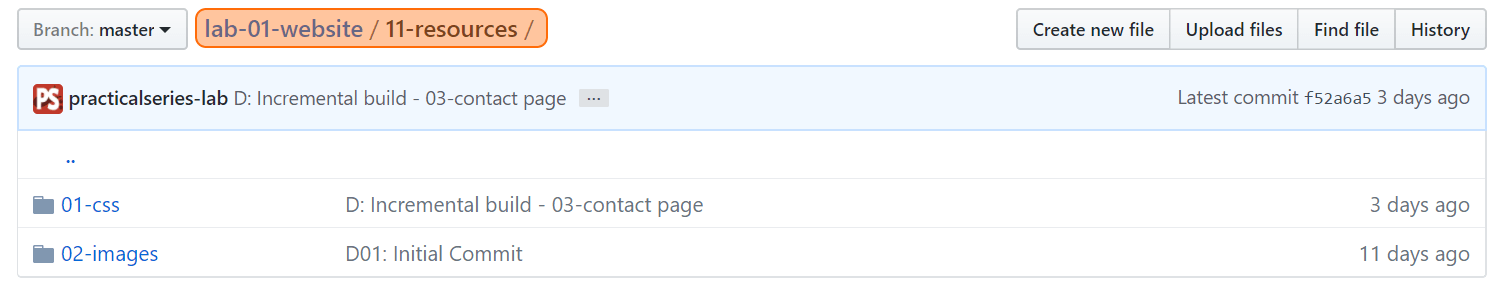 Branch: master lab-01-website / 11-resources / Create new file Upload files Find file History
PS practicalseries-lab D: Incremental build - 03-contact page ... Latest commit f52a6a5 3 days ago
..
01-css D: Incremental build - 03-contact page 3 days ago
02-images D01: Initial Commit 11 days ago